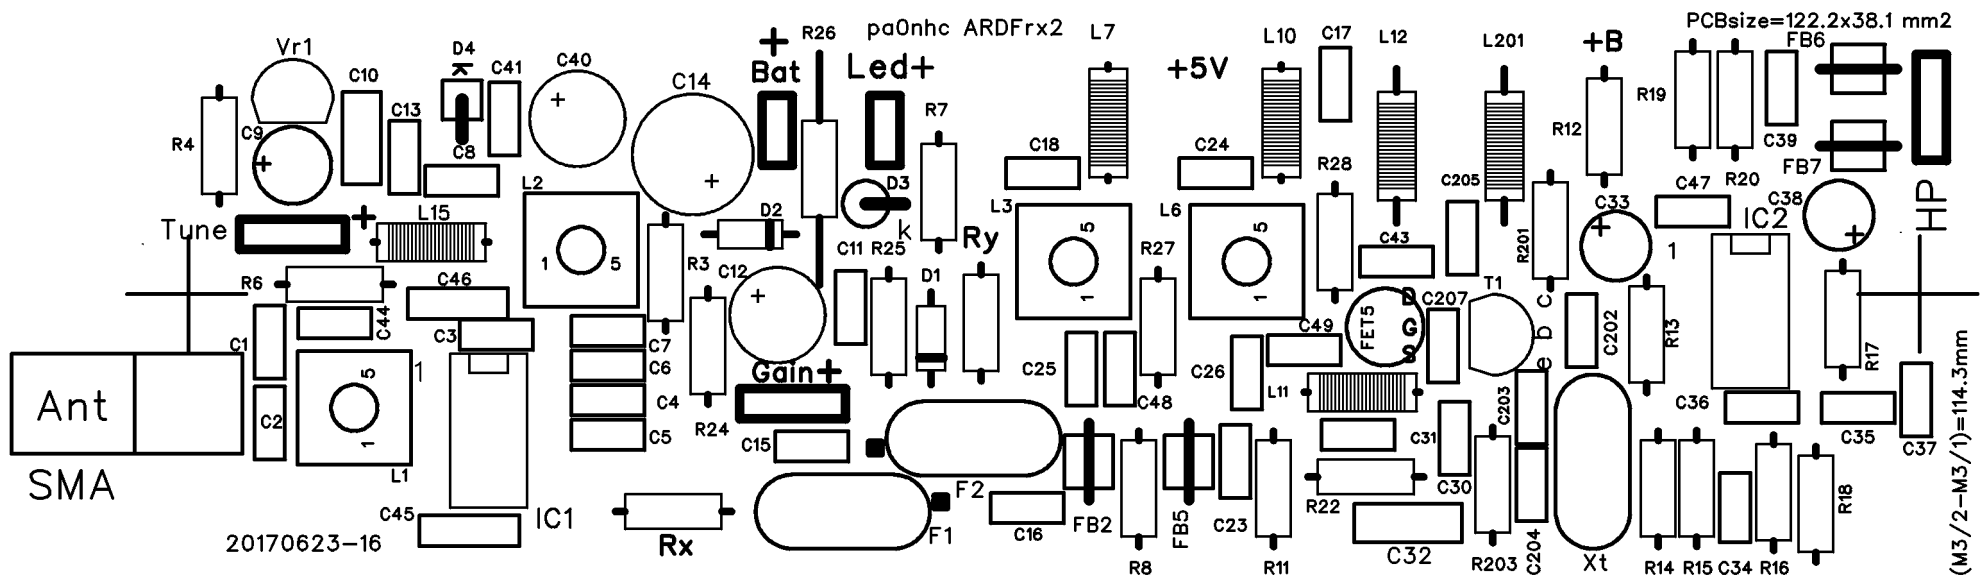 pa0nhc ARDFrx2
PCBsize=122.2x38.1 mm2
Vr1
D4
K
C40
+
R26
L7
C17
L10
L12
L201
+B
FB6
C10
C41
C14
Bat
Led+
+5V
R19
C13
R7
R4
C9
+
C8
+
+
C18
C24
R12
C39
FB7
R28
C205
R20
C47
C38
L2
D3
k
L3
L6
C33
+
HP
Tune
+
L15
D2
5
5
C43
R201
1
IC2
+
1
5
R3
C12
+
C11
R25
Ry
R27
R6
C46
D1
1
1
D
G
S
FET5
C207
T1
c
b
e
C202
R13
R17
C1
C44
C3
C7
C49
C6
Gain+
C25
C26
Ant
5
1
1
C4
C48
L11
C203
C36
C2
C5
R24
C15
C31
C35
C37
SMA
L1
F2
R22
C30
R18
C45
IC1
F1
C16
FB2
FB5
C23
C32
20170623-16
Rx
R8
R11
R203
C204
Xt
R14
R15
C34
R16
(M3/2-M3/1)=114.3mm